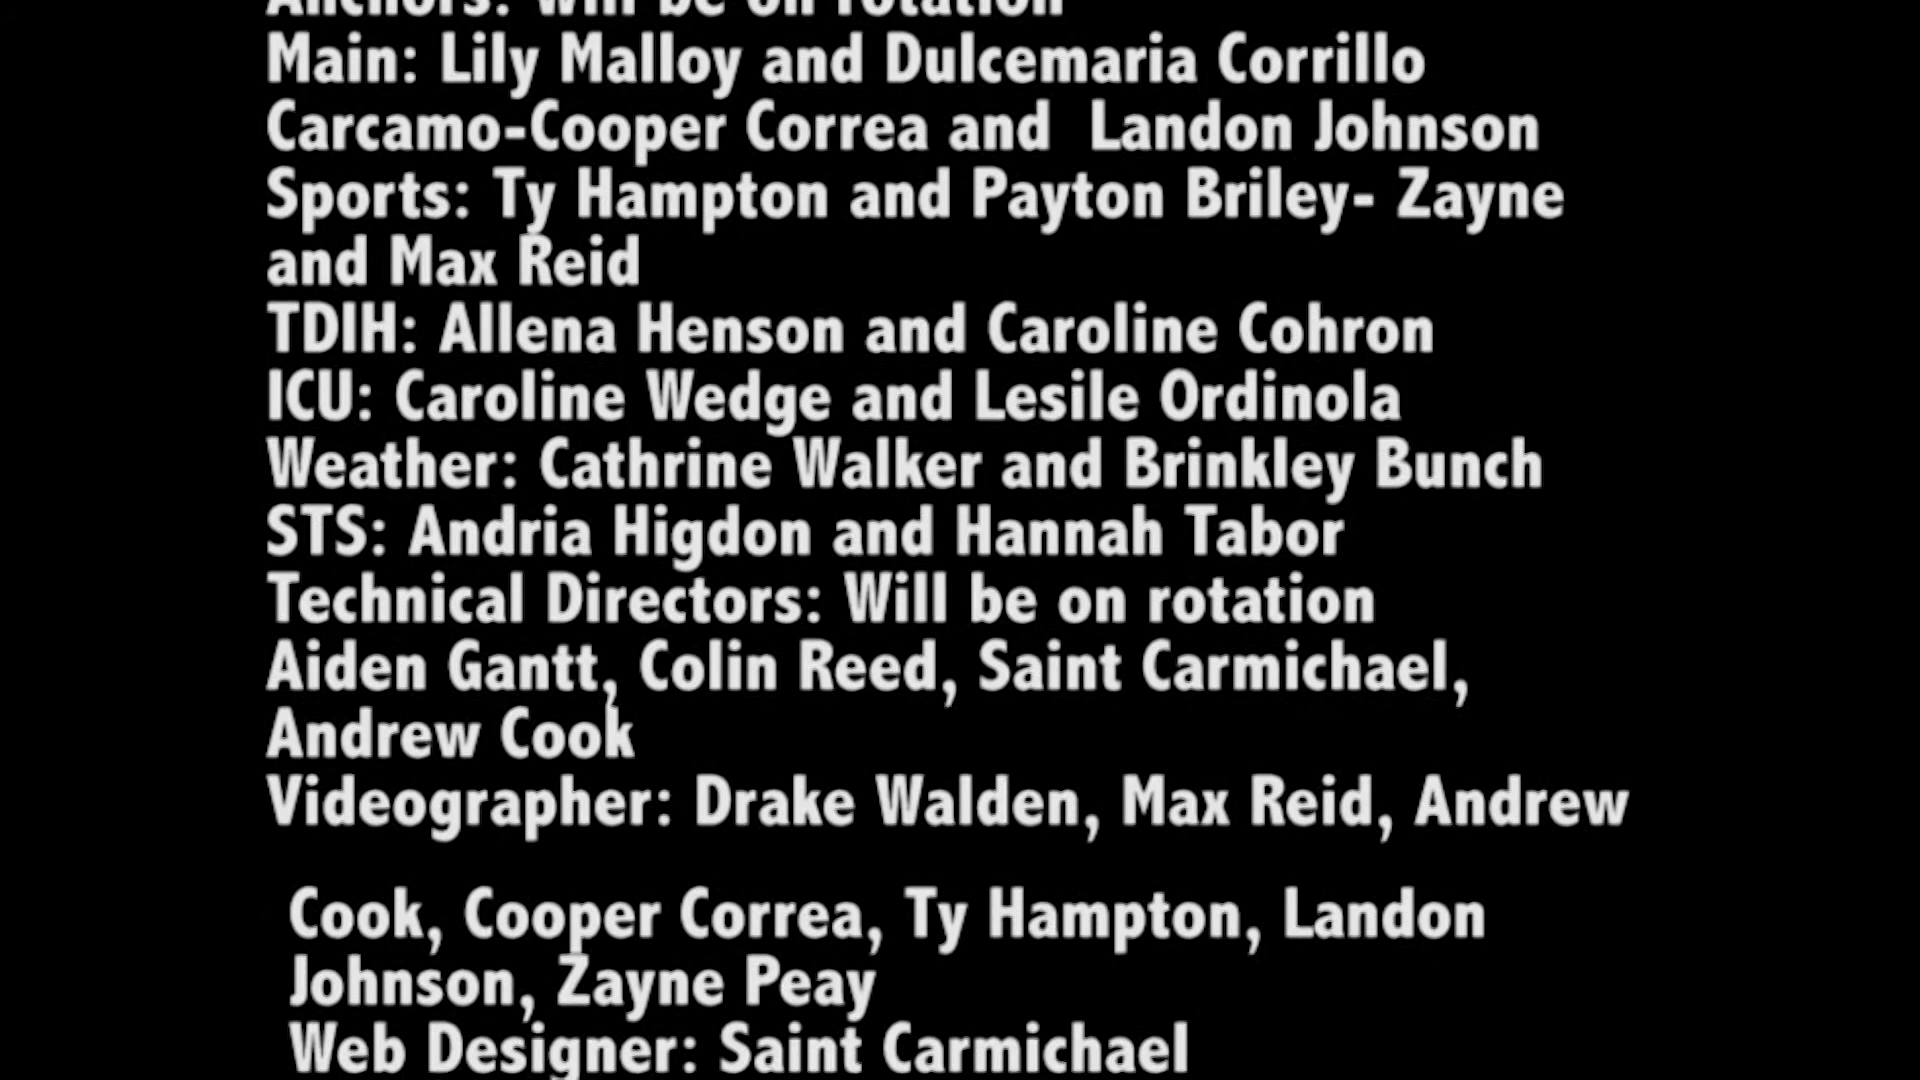 Anchors: Will be on rotation
Main: Lily Malloy and Dulcemaria Corrillo
Carcamo-Cooper Correa and  Landon Johnson
Sports: Ty Hampton and Payton Briley- Zayne
and Max Reid
TDIH: Allena Henson and Caroline Cohron
ICU: Caroline Wedge and Lesile Ordinola
Weather: Cathrine Walker and Brinkley Bunch
STS: Andria Higdon and Hannah Tabor
Technical Directors: Will be on rotation
Aiden Gantt, Colin Reed, Saint Carmichael,
Andrew Cook
Videographer: Drake Walden, Max Reid, Andrew
Cook, Cooper Correa, Ty Hampton, Landon
Johnson, Zayne Peay
Web Designer: Saint Carmichael